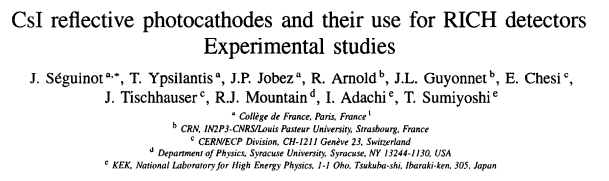 CsI reflective photocathodes and their use for RICH detectors
Experimental studies
J. Séguinot a,*, T. Ypsilantis a, J.P. Jobez a, R. Arnold b, J.L. Guyonnet b, E. Chesi c,
J. Tischhauser c, R.J. Mountain d, I. Adachi e, T. Sumiyoshi e
a Collège de France, Paris, France 1
b CRN, IN2P3-CNRS/Louis Pasteur University, Strasbourg, France
c CERN/ECP Division, CH-1211 Genève 23, Switzerland
d Department of Physics, Syracuse University, Syracuse, NY 13244-1130, USA
e KEK, National Laboratory for High Energy Physics, 1-1 Oho, Tsukuba-shi, Ibaraki-ken, 305, Japan